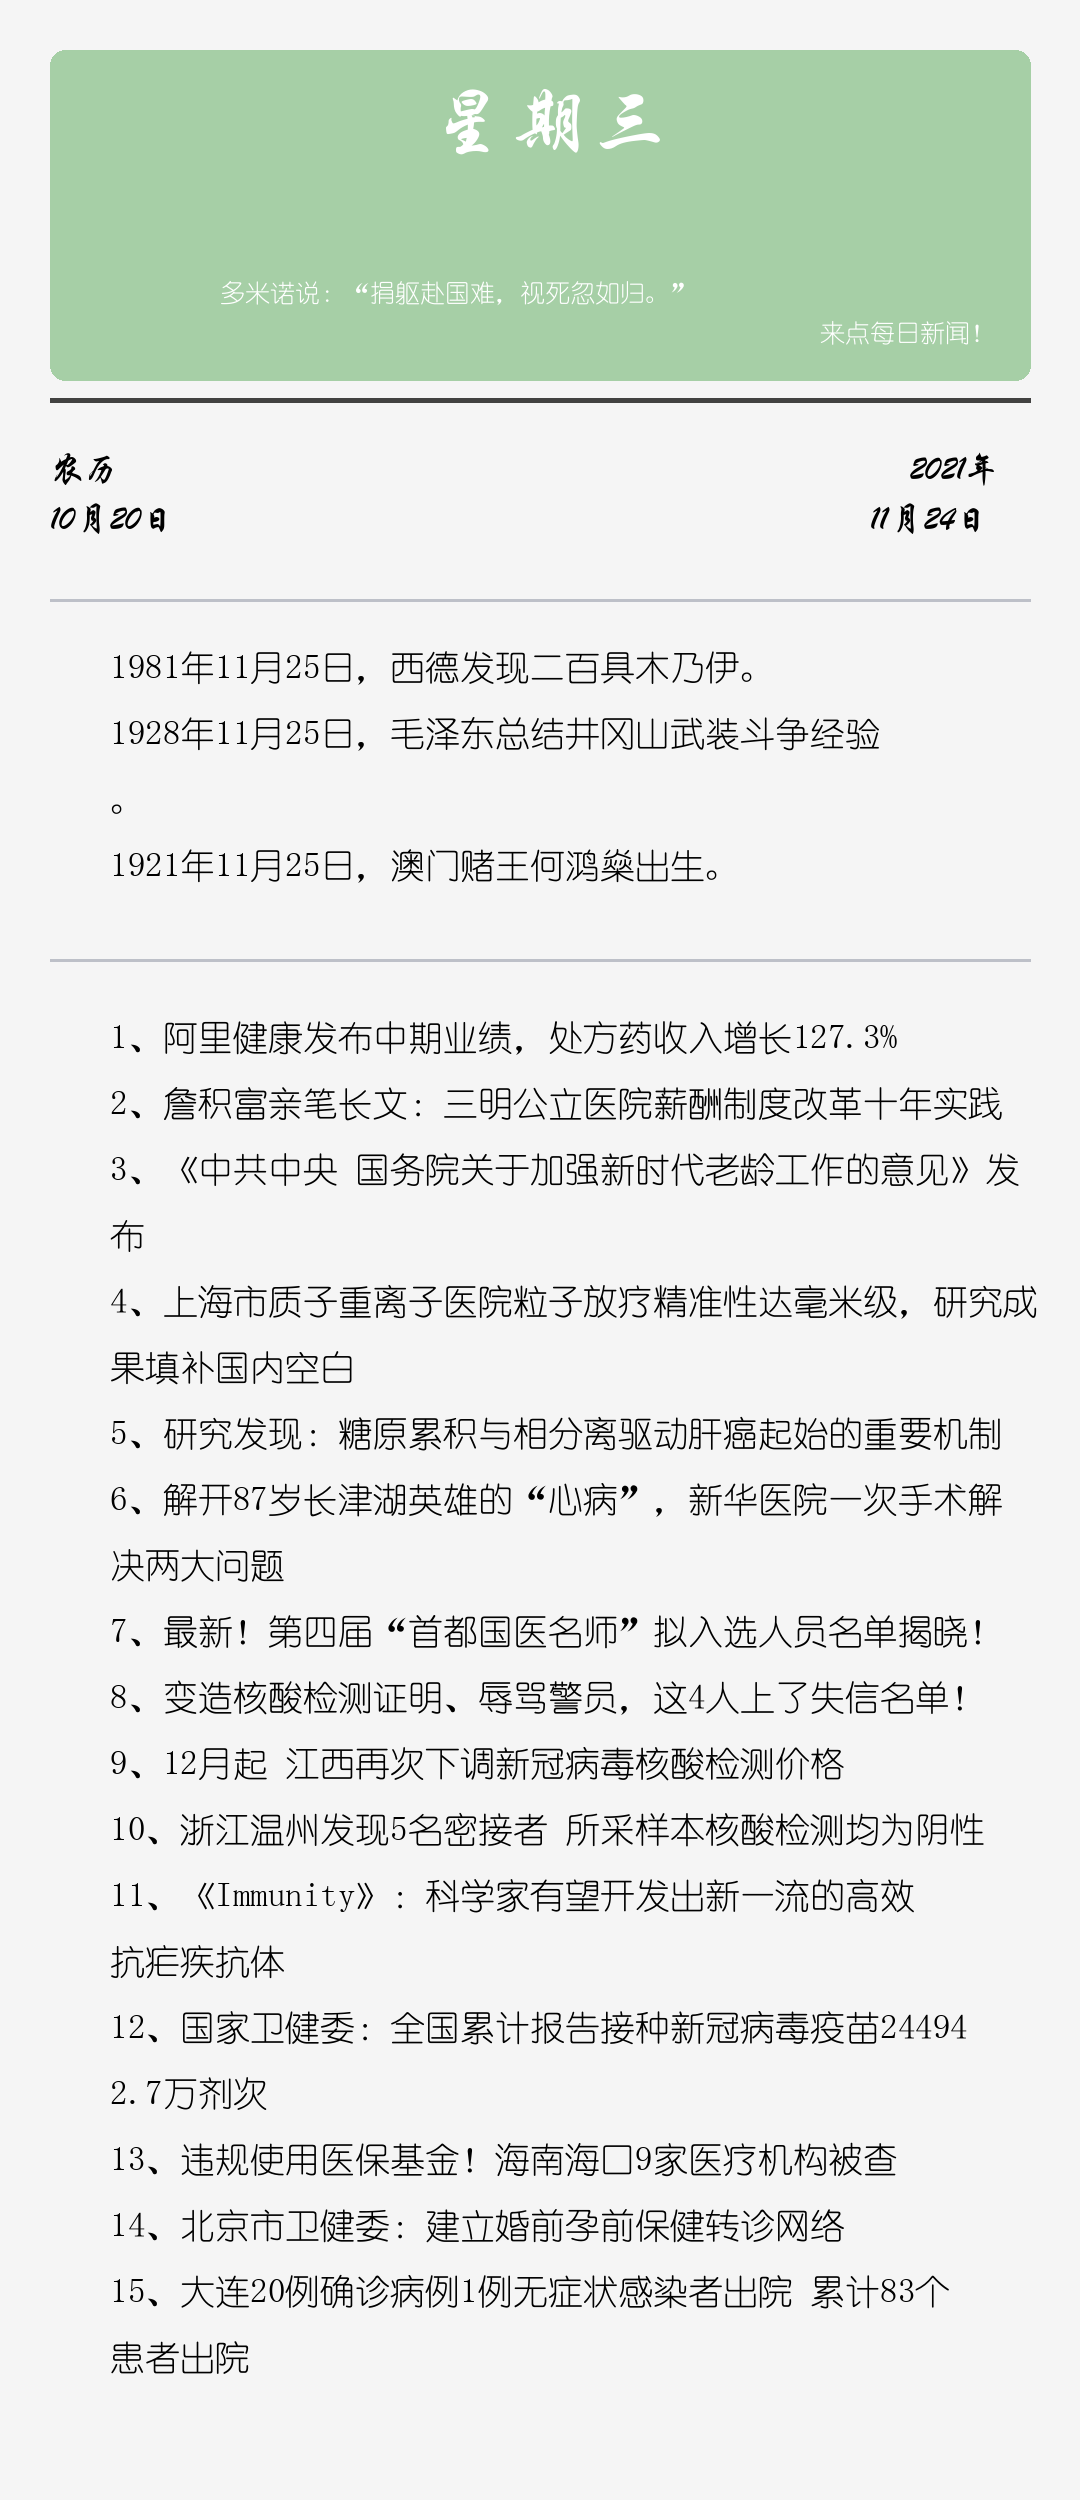 星期三
多米诺说：“捐躯赴国难，视死忽如归。”
来点每日新闻！
农历
2021年
10月20日
11月24日
1981年11月25日，西德发现二百具木乃伊。
1928年11月25日，毛泽东总结井冈山武装斗争经验
。
1921年11月25日，澳门赌王何鸿燊出生。
1、阿里健康发布中期业绩，处方药收入增长127.3%
2、詹积富亲笔长文：三明公立医院薪酬制度改革十年实践
3、《中共中央 国务院关于加强新时代老龄工作的意见》发
布
4、上海市质子重离子医院粒子放疗精准性达毫米级，研究成
果填补国内空白
5、研究发现：糖原累积与相分离驱动肝癌起始的重要机制
6、解开87岁长津湖英雄的“心病”，新华医院一次手术解
决两大问题
7、最新！第四届“首都国医名师”拟入选人员名单揭晓！
8、变造核酸检测证明、辱骂警员，这4人上了失信名单！
9、12月起 江西再次下调新冠病毒核酸检测价格
10、浙江温州发现5名密接者 所采样本核酸检测均为阴性
11、《Immunity》：科学家有望开发出新一流的高效
抗疟疾抗体
12、国家卫健委：全国累计报告接种新冠病毒疫苗24494
2.7万剂次
13、违规使用医保基金！海南海口9家医疗机构被查
14、北京市卫健委：建立婚前孕前保健转诊网络
15、大连20例确诊病例1例无症状感染者出院 累计83个
患者出院